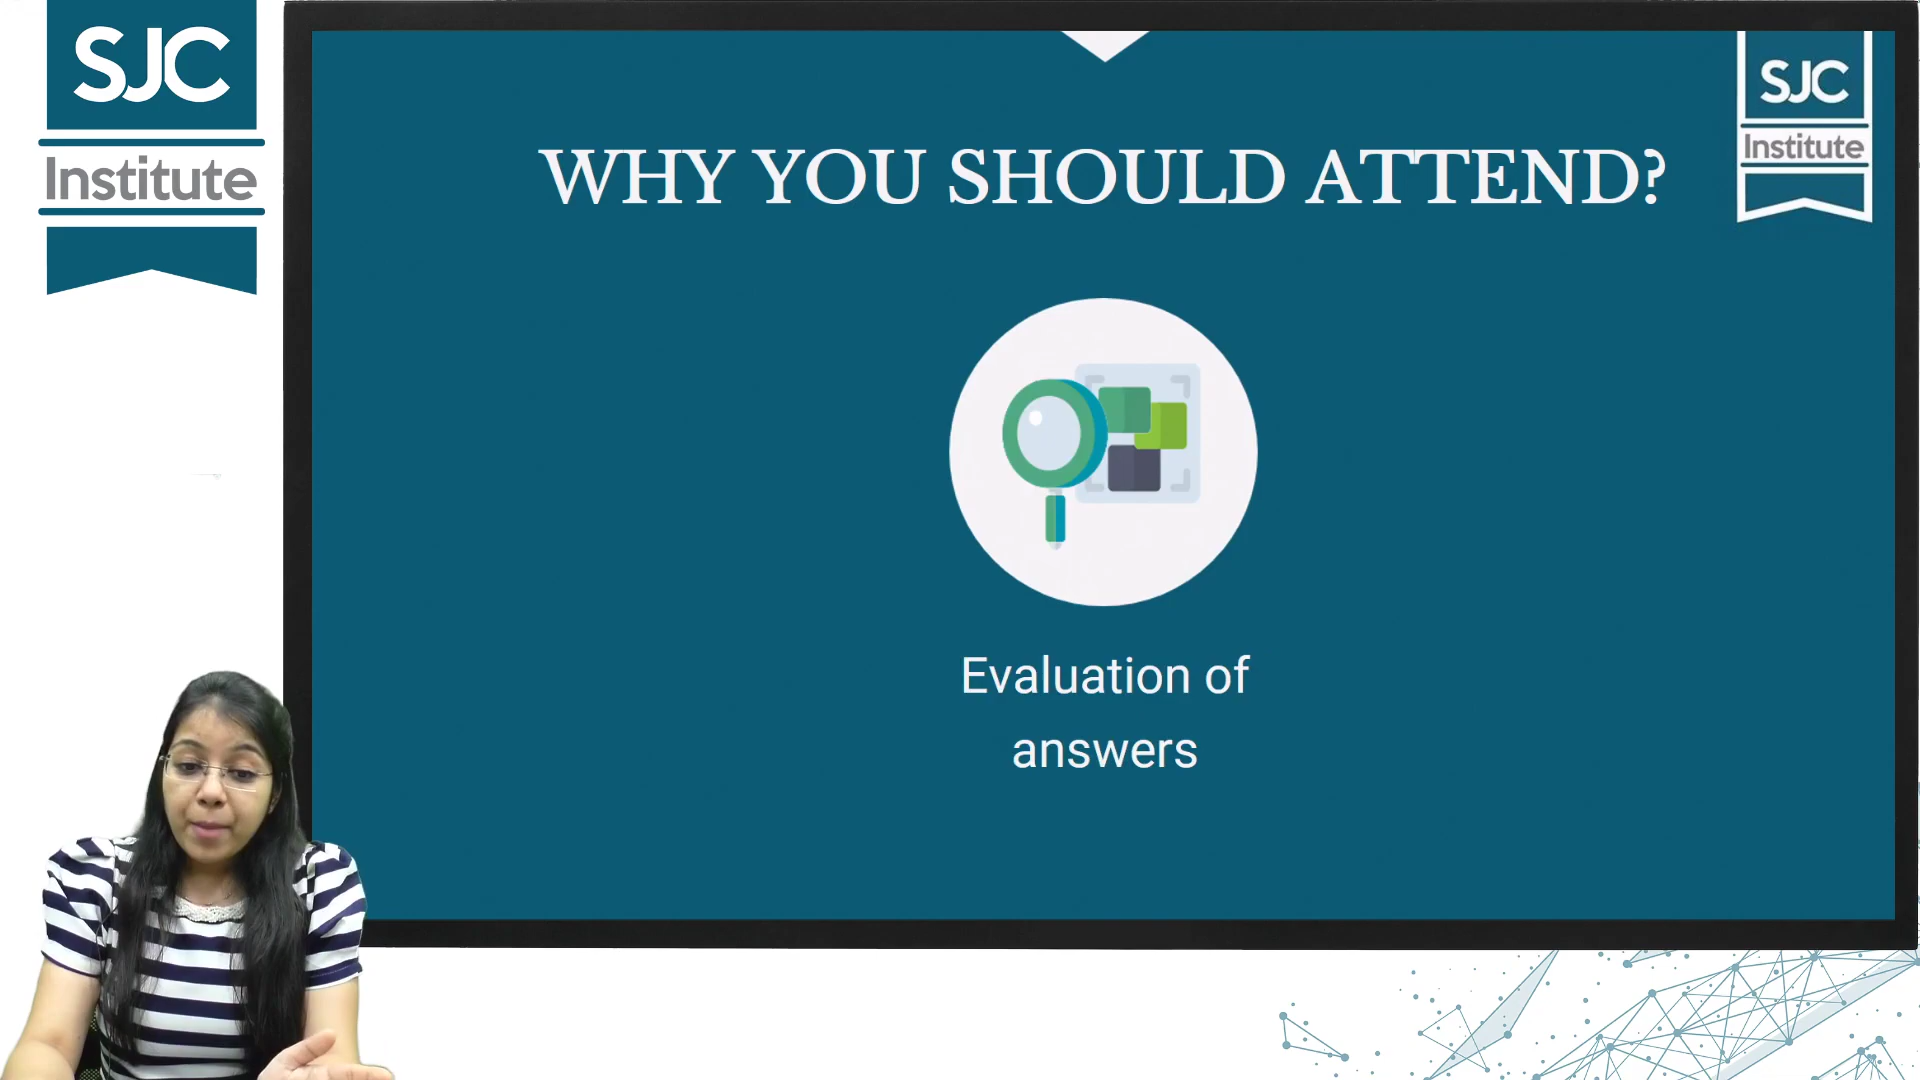 SJC
Institute
WHY YOU SHOULD ATTEND?
SJC
Institute
Evaluation of
answers